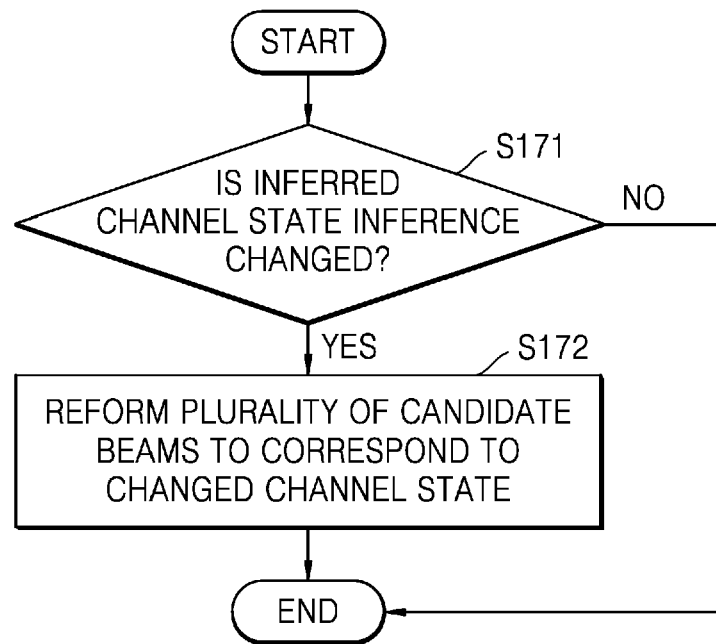 START
S171
IS INFERRED
CHANNEL STATE INFERENCE
CHANGED?
NO
YES
S172
REFORM PLURALITY OF CANDIDATE
BEAMS TO CORRESPOND TO
CHANGED CHANNEL STATE
END